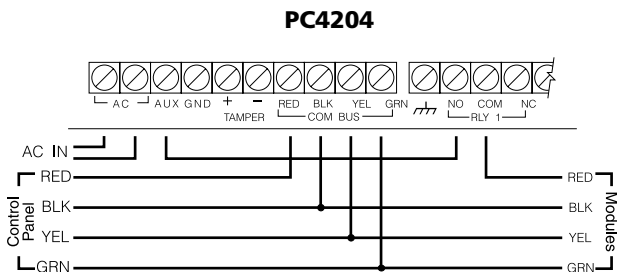 PC4204
AC AUX GND + − RED BLK YEL GRN NO COM NC
TAMPER COM BUS RLY 1
AC IN
RED RED
BLK BLK
YEL YEL
GRN GRN
Control Panel
Modules